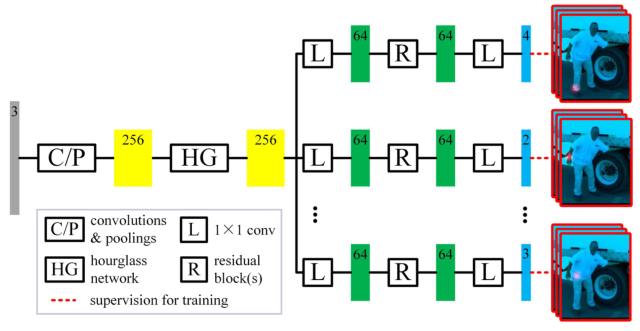 3
C/P
256
HG
256
L
64
R
64
L
4
L
64
R
64
L
2
L
64
R
64
L
3
C/P convolutions & poolings
L 1×1 conv
HG hourglass network
R residual block(s)
supervision for training